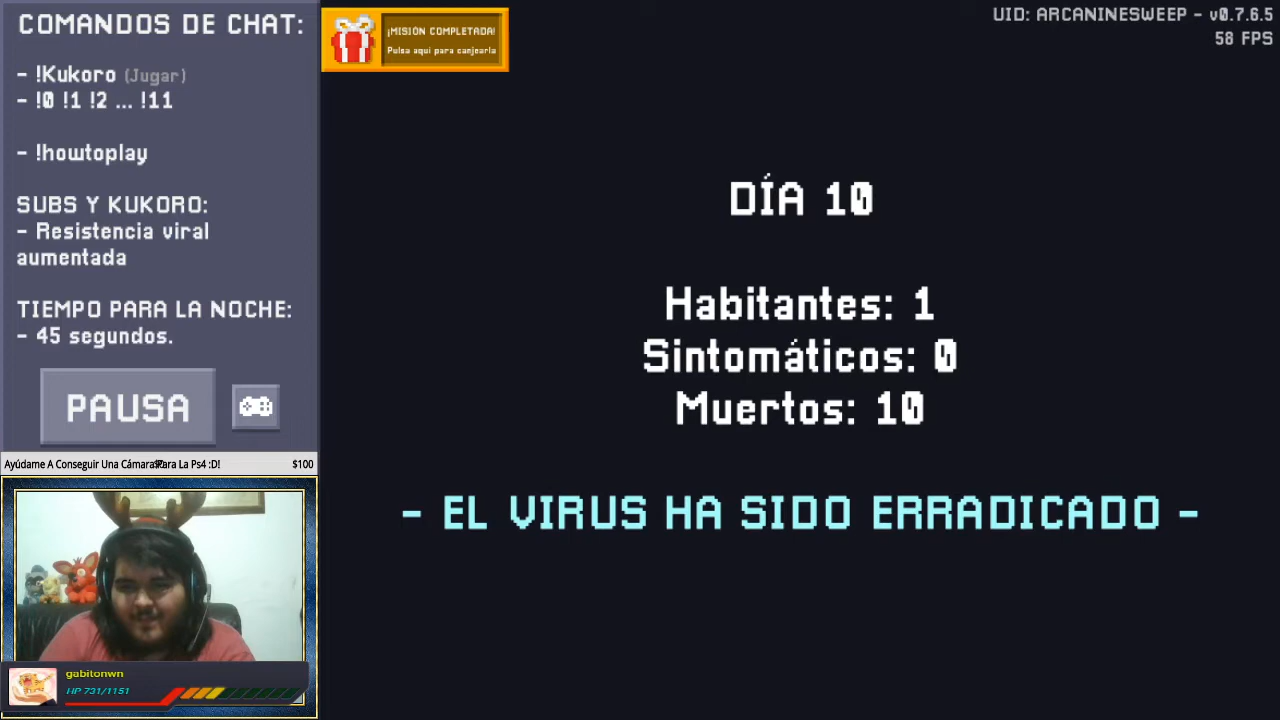 COMANDOS DE CHAT:
- !Kukoro (Jugar)
- !0 !1 !2 ... !11
- !howtoplay
SUBS Y KUKORO:
- Resistencia viral
aumentada
TIEMPO PARA LA NOCHE:
- 45 segundos.
PAUSA
Ayúdame A Conseguir Una Cámara Para La Ps4 :D! $100
gabitonwn
HP 731/1151
¡MISIÓN COMPLETADA!
Pulsa aquí para canjearla
UID: ARCANINESWEEP - v0.7.6.5
58 FPS
DÍA 10
Habitantes: 1
Sintomáticos: 0
Muertos: 10
- EL VIRUS HA SIDO ERRADICADO -